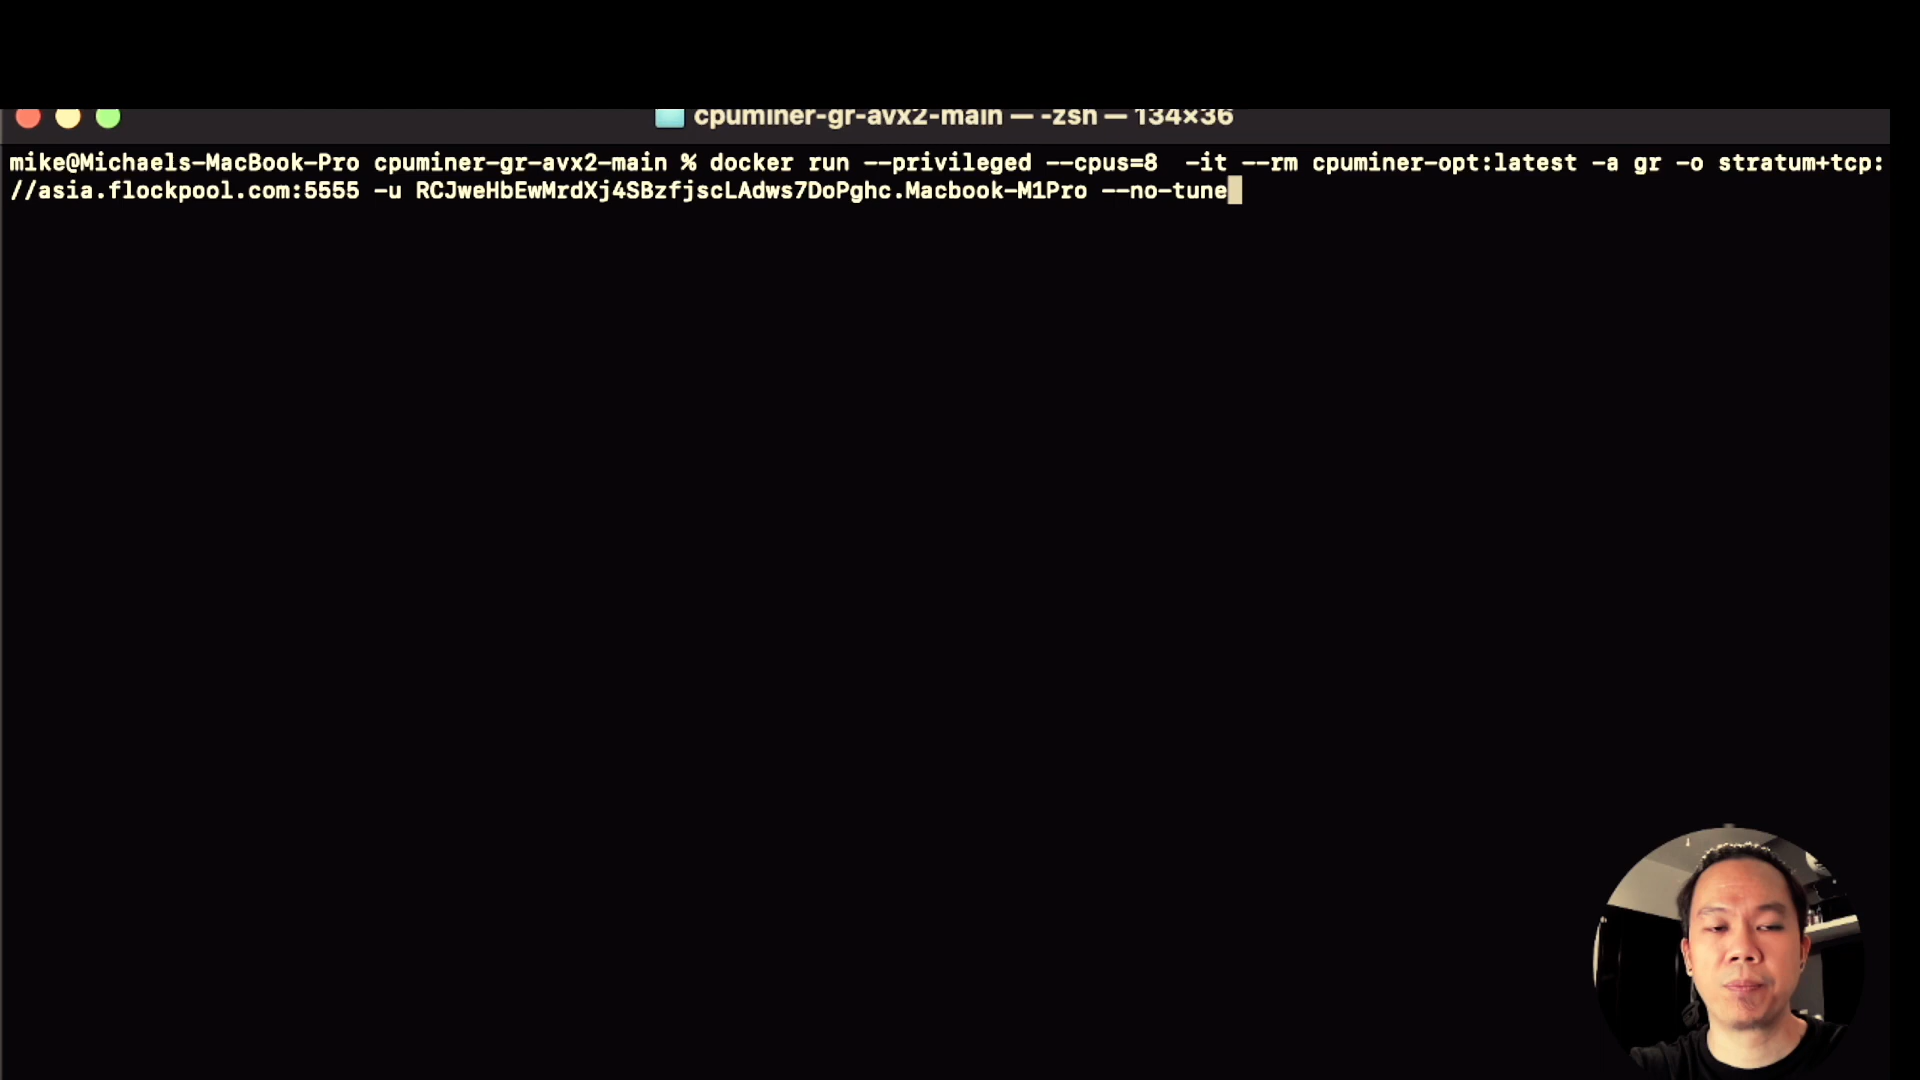 cpuminer-gr-avx2-main — -zsh — 134×36
mike@Michaels-MacBook-Pro cpuminer-gr-avx2-main % docker run --privileged --cpus=8  -it --rm cpuminer-opt:latest -a gr -o stratum+tcp:
//asia.flockpool.com:5555 -u RCJweHbEwMrdXj4SBzfjscLAdws7DoPghc.Macbook-M1Pro --no-tune